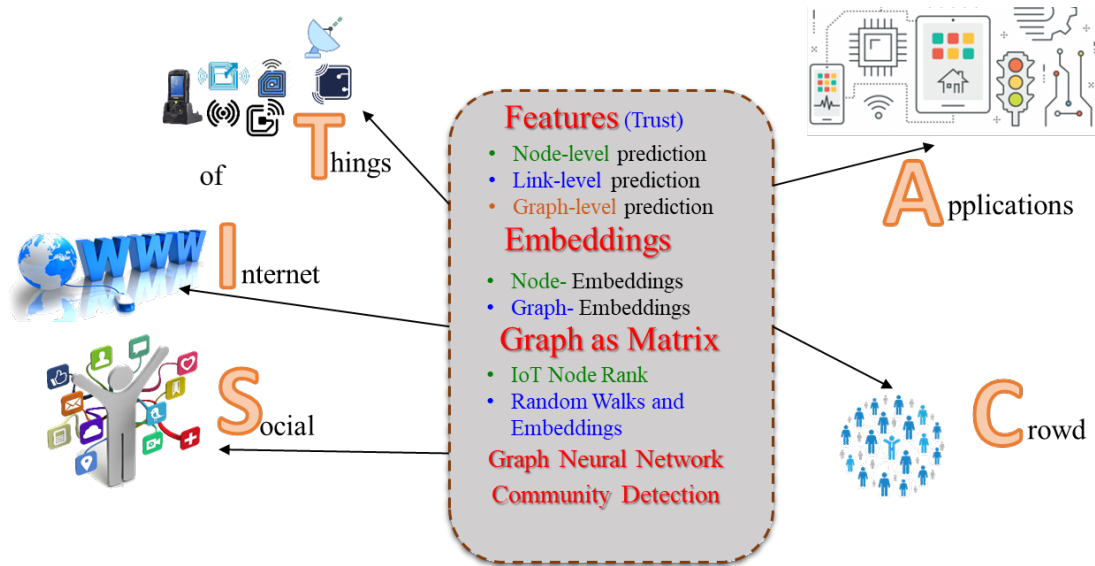 Things
of
WWW
Internet
Social
Features (Trust)
• Node-level prediction
• Link-level prediction
• Graph-level prediction
Embeddings
• Node- Embeddings
• Graph- Embeddings
Graph as Matrix
• IoT Node Rank
• Random Walks and
Embeddings
Graph Neural Network
Community Detection
Applications
Crowd